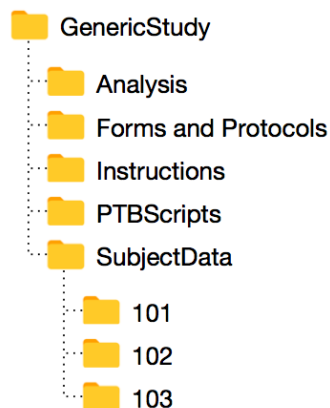 GenericStudy
Analysis
Forms and Protocols
Instructions
PTBScripts
SubjectData
101
102
103